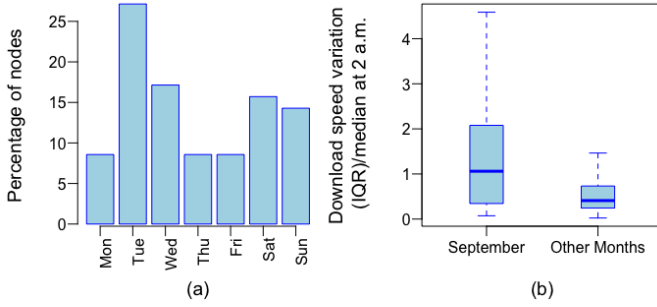 Percentage of nodes
25
20
15
10
5
0
Mon
Tue
Wed
Thu
Fri
Sat
Sun
(a)
Download speed variation
(IQR)/median at 2 a.m.
4
3
2
1
0
September
Other Months
(b)